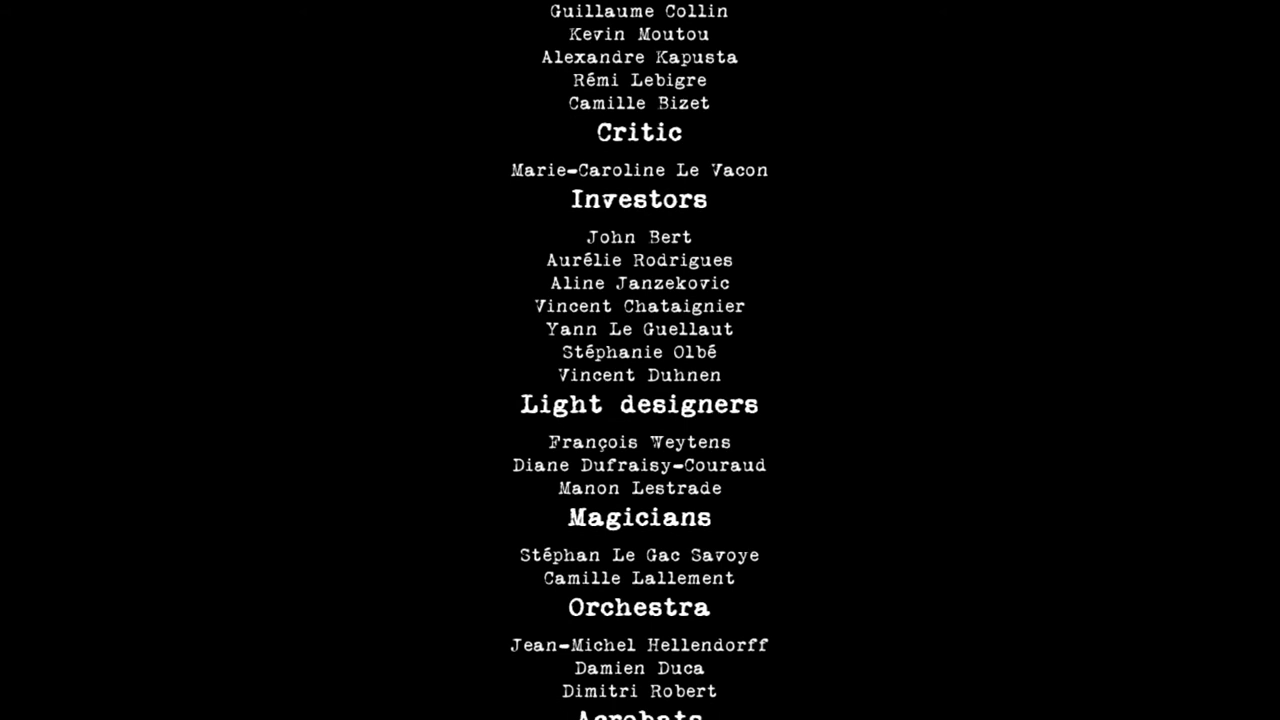 Guillaume Collin
Kevin Moutou
Alexandre Kapusta
Rémi Lebigre
Camille Bizet
Critic
Marie-Caroline Le Vacon
Investors
John Bert
Aurélie Rodrigues
Aline Janzekovic
Vincent Chataignier
Yann Le Guellaut
Stéphanie Olbé
Vincent Duhnen
Light designers
François Weytens
Diane Dufraisy-Couraud
Manon Lestrade
Magicians
Stéphan Le Gac Savoye
Camille Lallement
Orchestra
Jean-Michel Hellendorff
Damien Duca
Dimitri Robert
Acrobats